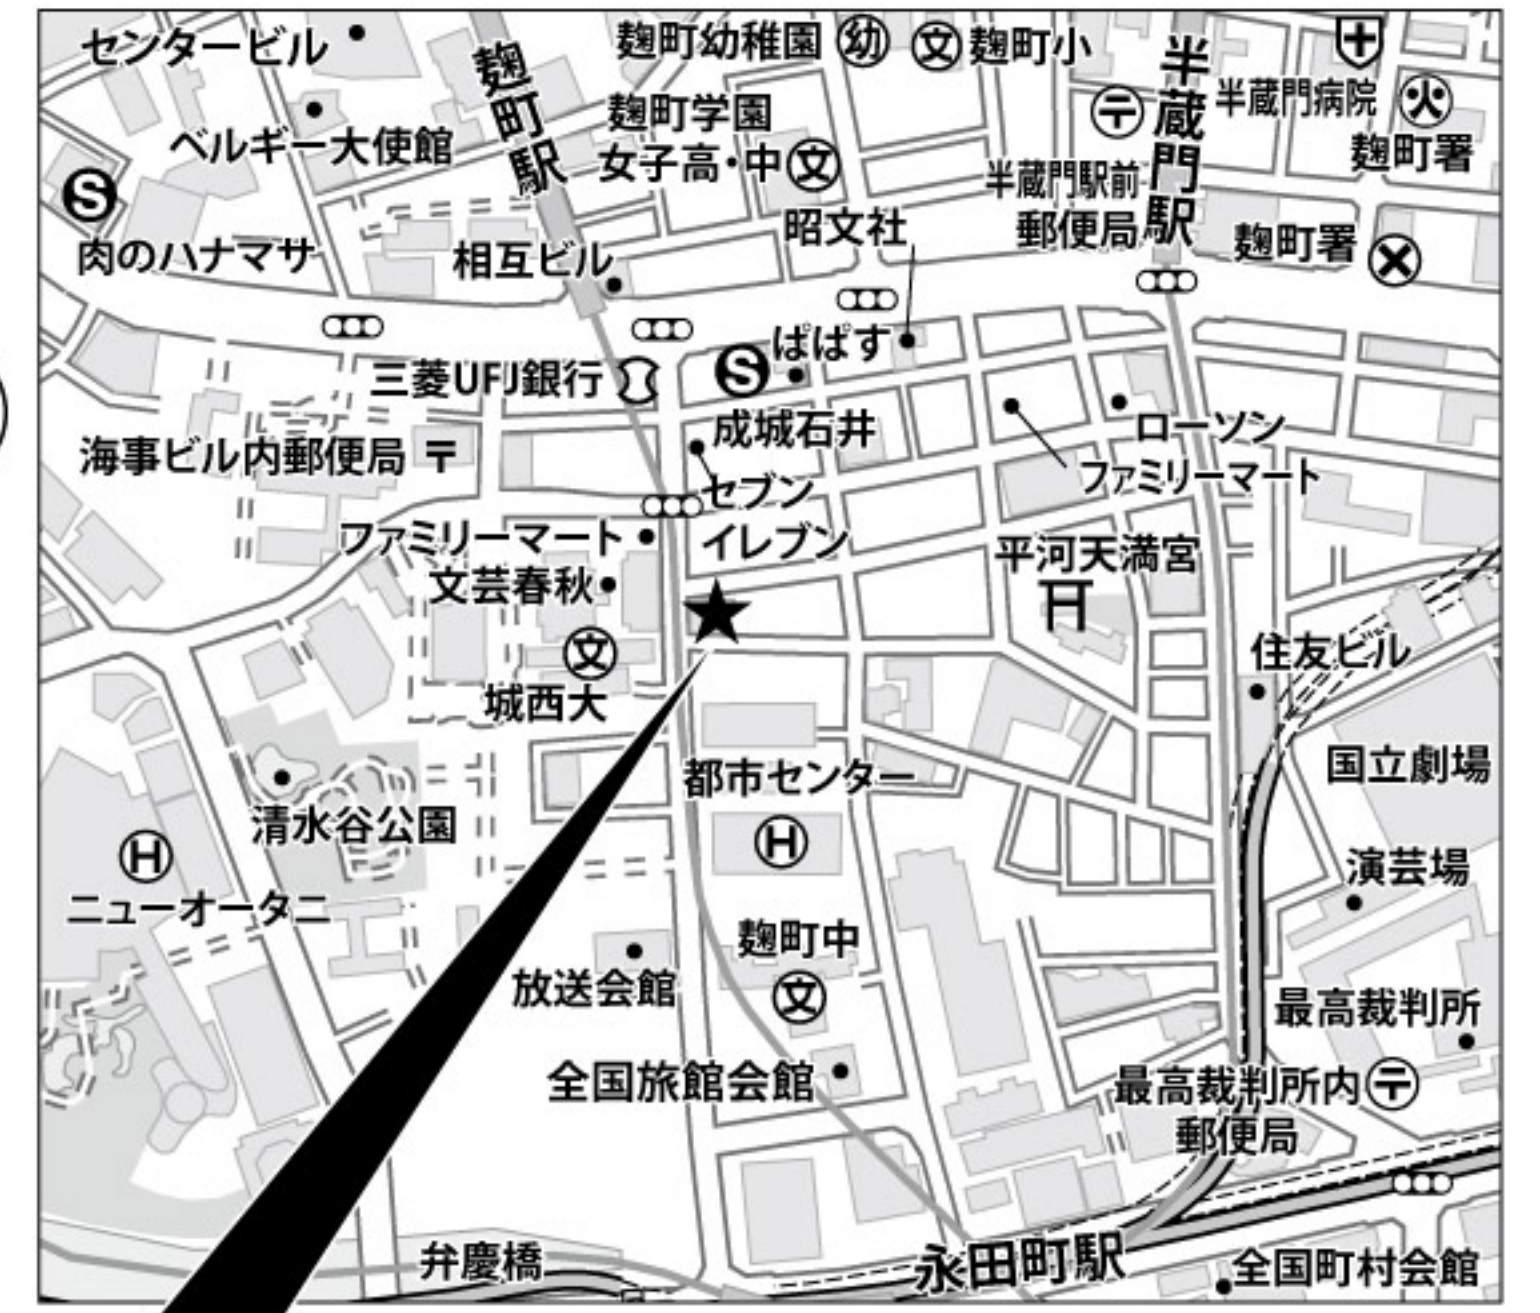 センタービル
麹町駅
麹町幼稚園 幼
文 麹町小
半蔵門駅
ベルギー大使館
麹町学園
女子高・中 文
〒
半蔵門病院
火
麹町署
半蔵門駅前
郵便局
S
肉のハナマサ
相互ビル
昭文社
麹町署
三菱UFJ銀行
S
ぱぱす
成城石井
ローソン
ファミリーマート
海事ビル内郵便局 〒
セブン
イレブン
ファミリーマート
文芸春秋
平河天満宮
文
城西大
住友ビル
都市センター
H
国立劇場
清水谷公園
H
ニューオータニ
演芸場
麹町中
文
放送会館
最高裁判所
全国旅館会館
最高裁判所内 〒
郵便局
弁慶橋
永田町駅
全国町村会館